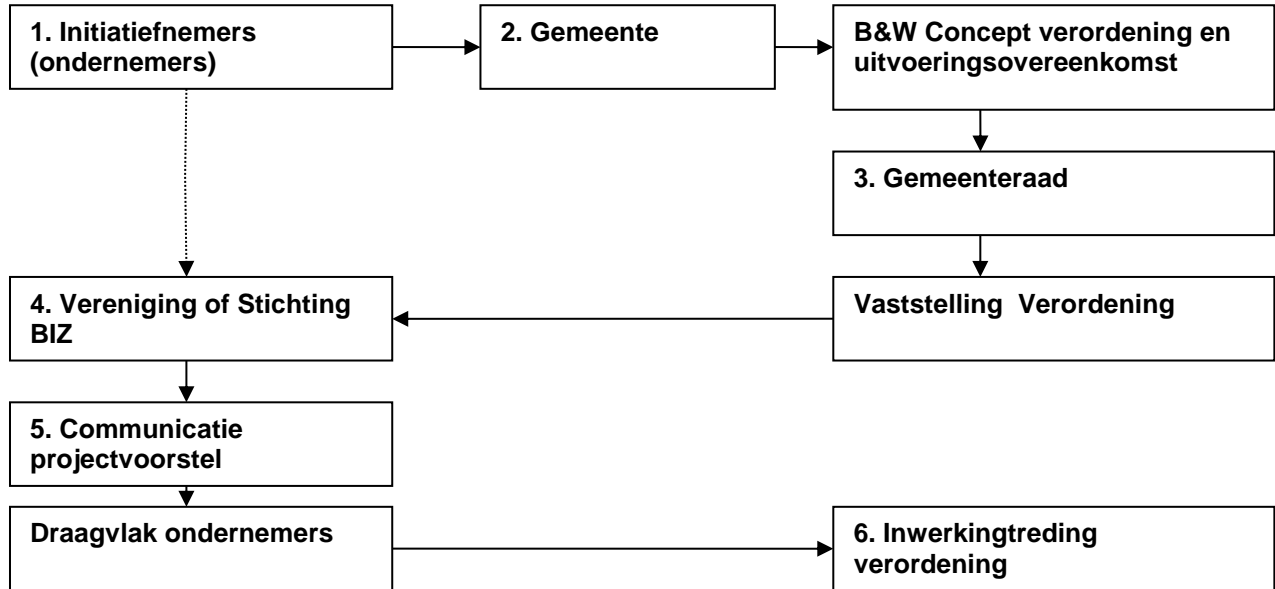 1. Initiatiefnemers
(ondernemers)
2. Gemeente
B&W Concept verordening en
uitvoeringsovereenkomst
3. Gemeenteraad
4. Vereniging of Stichting
BIZ
Vaststelling Verordening
5. Communicatie
projectvoorstel
Draagvlak ondernemers
6. Inwerkingtreding
verordening